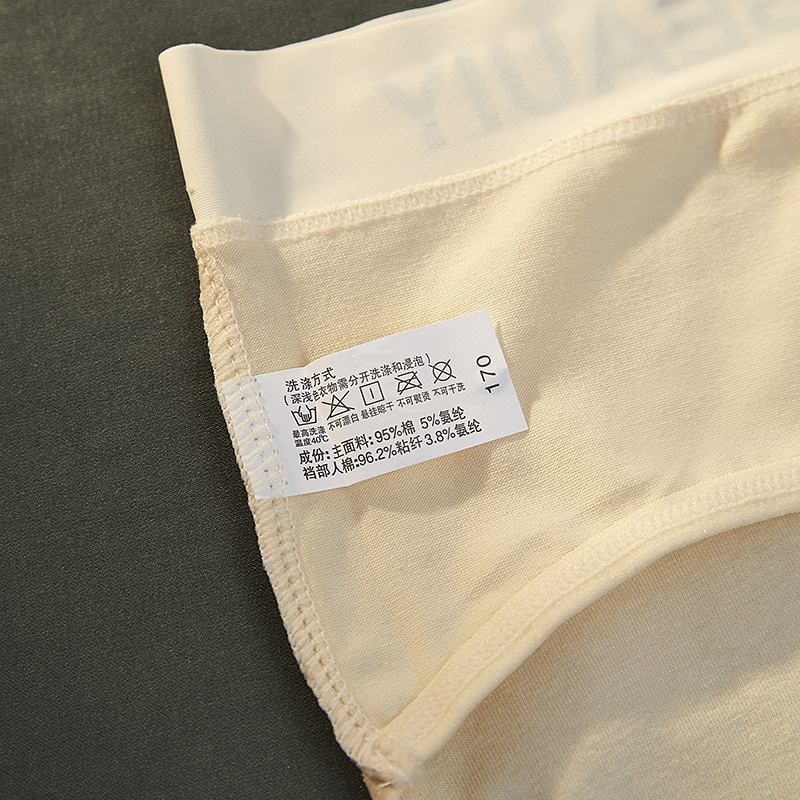 BEAUTY
洗涤方式
(深浅色衣物需分开洗涤和浸泡)
最高洗涤温度40℃ 不可漂白 悬挂晾干 不可熨烫 不可干洗
成份:主面料:95%棉 5%氨纶
裆部人棉:96.2%粘纤 3.8%氨纶
170